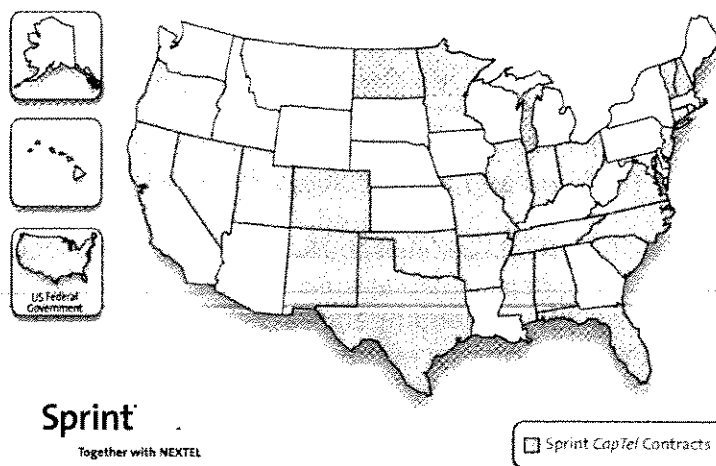 US Federal
Government
Sprint
Together with NEXTEL
Sprint CapTel Contracts